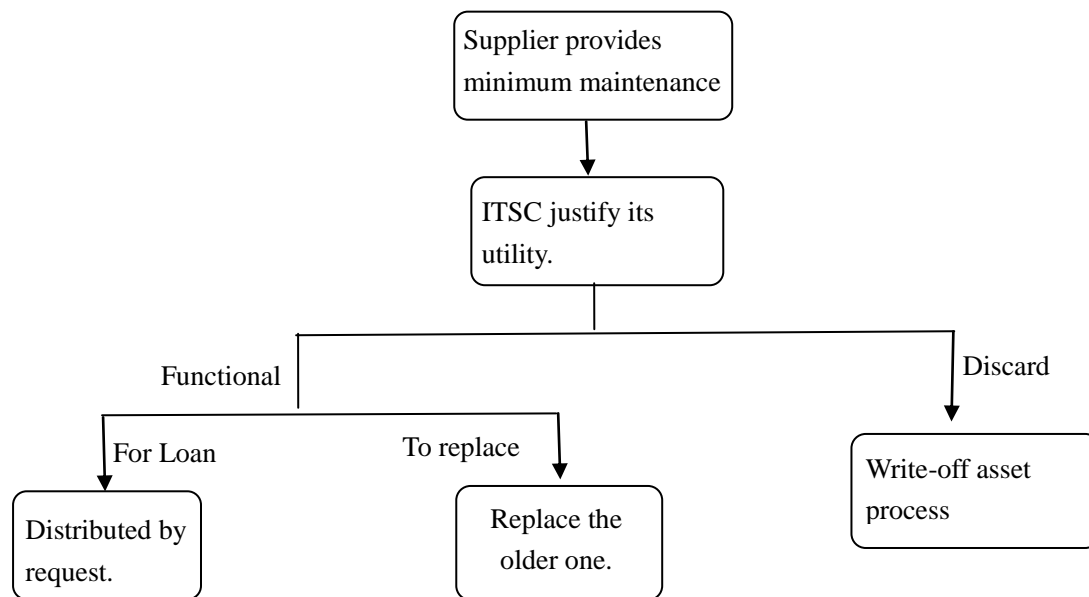 Supplier provides
minimum maintenance
ITSC justify its
utility.
Functional
Discard
For Loan
To replace
Distributed by
request.
Replace the
older one.
Write-off asset
process